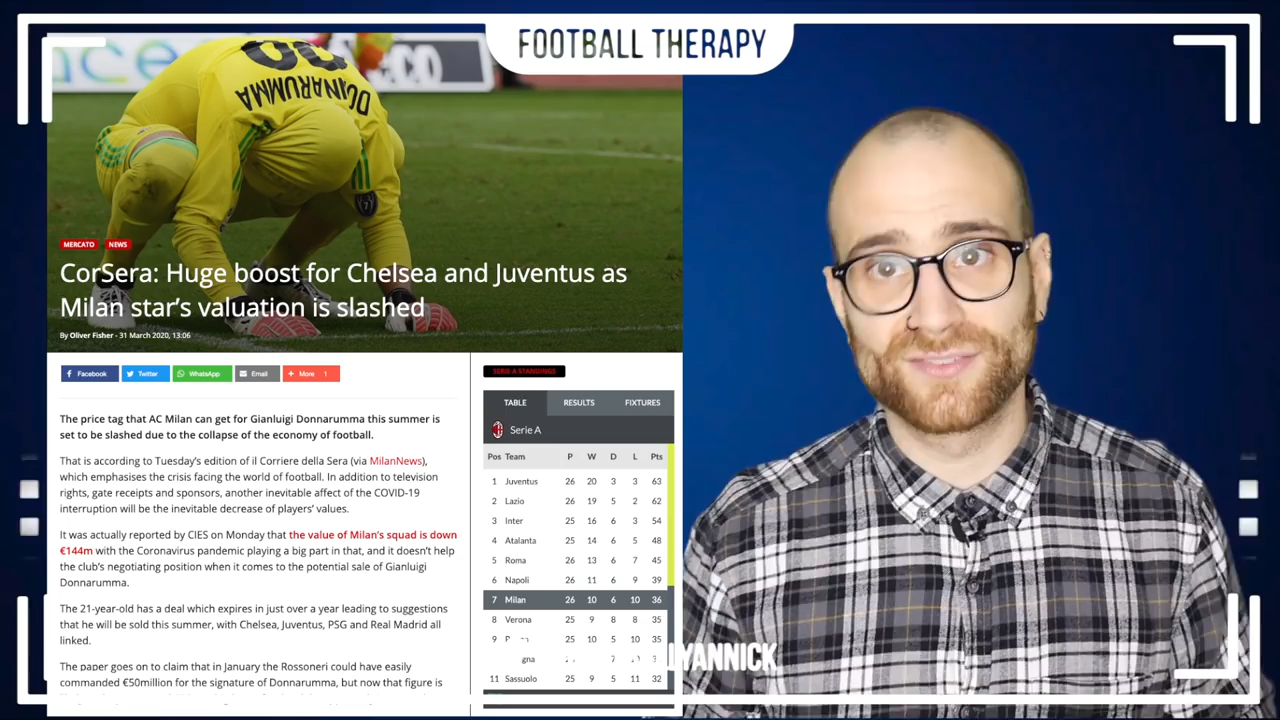 FOOTBALL THERAPY
DONNARUMMA
MERCATO NEWS
CorSera: Huge boost for Chelsea and Juventus as
Milan star's valuation is slashed
By Oliver Fisher - 31 March 2020, 13:06
Facebook Twitter WhatsApp Email + More 1
The price tag that AC Milan can get for Gianluigi Donnarumma this summer is
set to be slashed due to the collapse of the economy of football.
That is according to Tuesday's edition of il Corriere della Sera (via MilanNews),
which emphasises the crisis facing the world of football. In addition to television
rights, gate receipts and sponsors, another inevitable affect of the COVID-19
interruption will be the inevitable decrease of players' values.
It was actually reported by CIES on Monday that the value of Milan's squad is down
€144m with the Coronavirus pandemic playing a big part in that, and it doesn't help
the club's negotiating position when it comes to the potential sale of Gianluigi
Donnarumma.
The 21-year-old has a deal which expires in just over a year leading to suggestions
that he will be sold this summer, with Chelsea, Juventus, PSG and Real Madrid all
linked.
The paper goes on to claim that in January the Rossoneri could have easily
commanded €50million for the signature of Donnarumma, but now that figure is
SERIE A STANDINGS
TABLE RESULTS FIXTURES
Serie A
Pos Team P W D L Pts
1 Juventus 26 20 3 3 63
2 Lazio 26 19 5 2 62
3 Inter 25 16 6 3 54
4 Atalanta 25 14 6 5 48
5 Roma 26 13 6 7 45
6 Napoli 26 11 6 9 39
7 Milan 26 10 6 10 36
8 Verona 25 9 8 8 35
9 25 10 5 10 35
7
11 Sassuolo 25 9 5 11 32
YANNICK